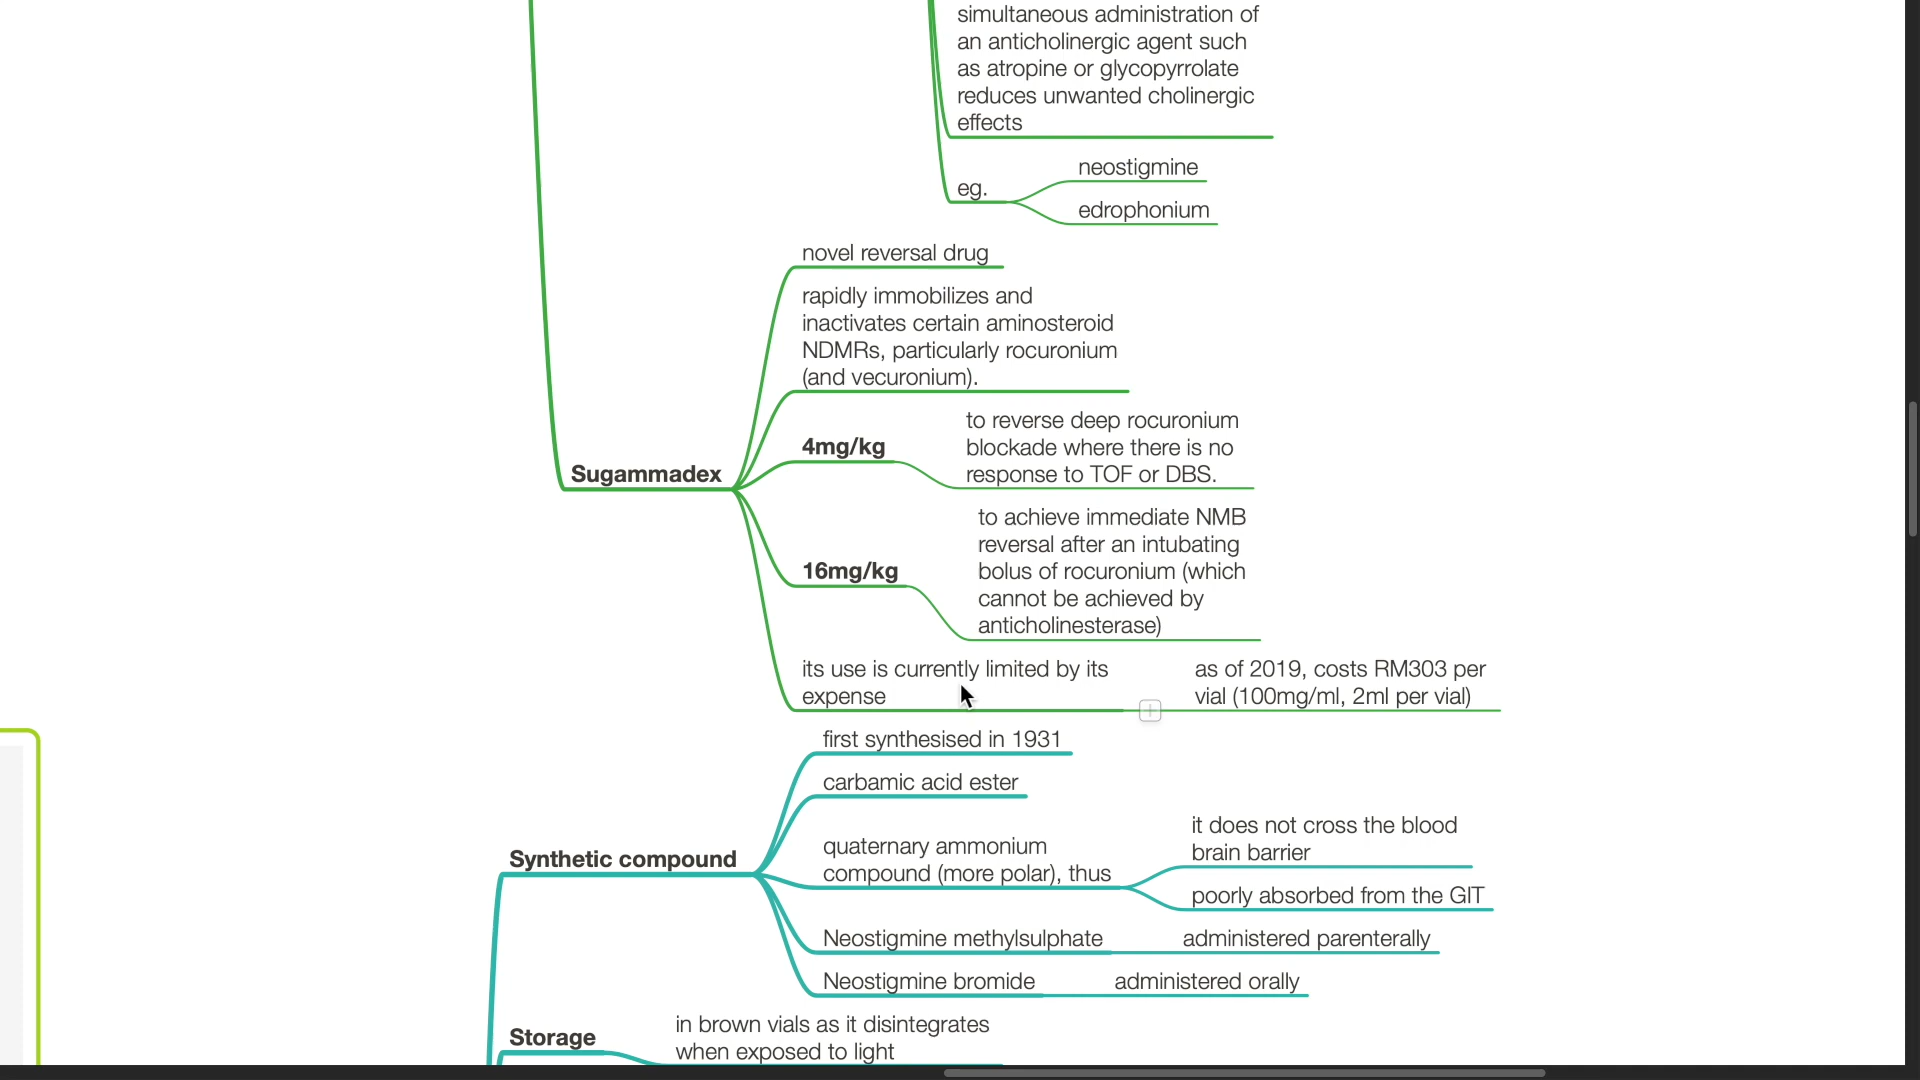 simultaneous administration of
an anticholinergic agent such
as atropine or glycopyrrolate
reduces unwanted cholinergic
effects
eg.
neostigmine
edrophonium
Sugammadex
novel reversal drug
rapidly immobilizes and
inactivates certain aminosteroid
NDMRs, particularly rocuronium
(and vecuronium).
4mg/kg
to reverse deep rocuronium
blockade where there is no
response to TOF or DBS.
16mg/kg
to achieve immediate NMB
reversal after an intubating
bolus of rocuronium (which
cannot be achieved by
anticholinesterase)
its use is currently limited by its
expense
as of 2019, costs RM303 per
vial (100mg/ml, 2ml per vial)
Synthetic compound
first synthesised in 1931
carbamic acid ester
quaternary ammonium
compound (more polar), thus
it does not cross the blood
brain barrier
poorly absorbed from the GIT
Neostigmine methylsulphate
administered parenterally
Neostigmine bromide
administered orally
Storage
in brown vials as it disintegrates
when exposed to light